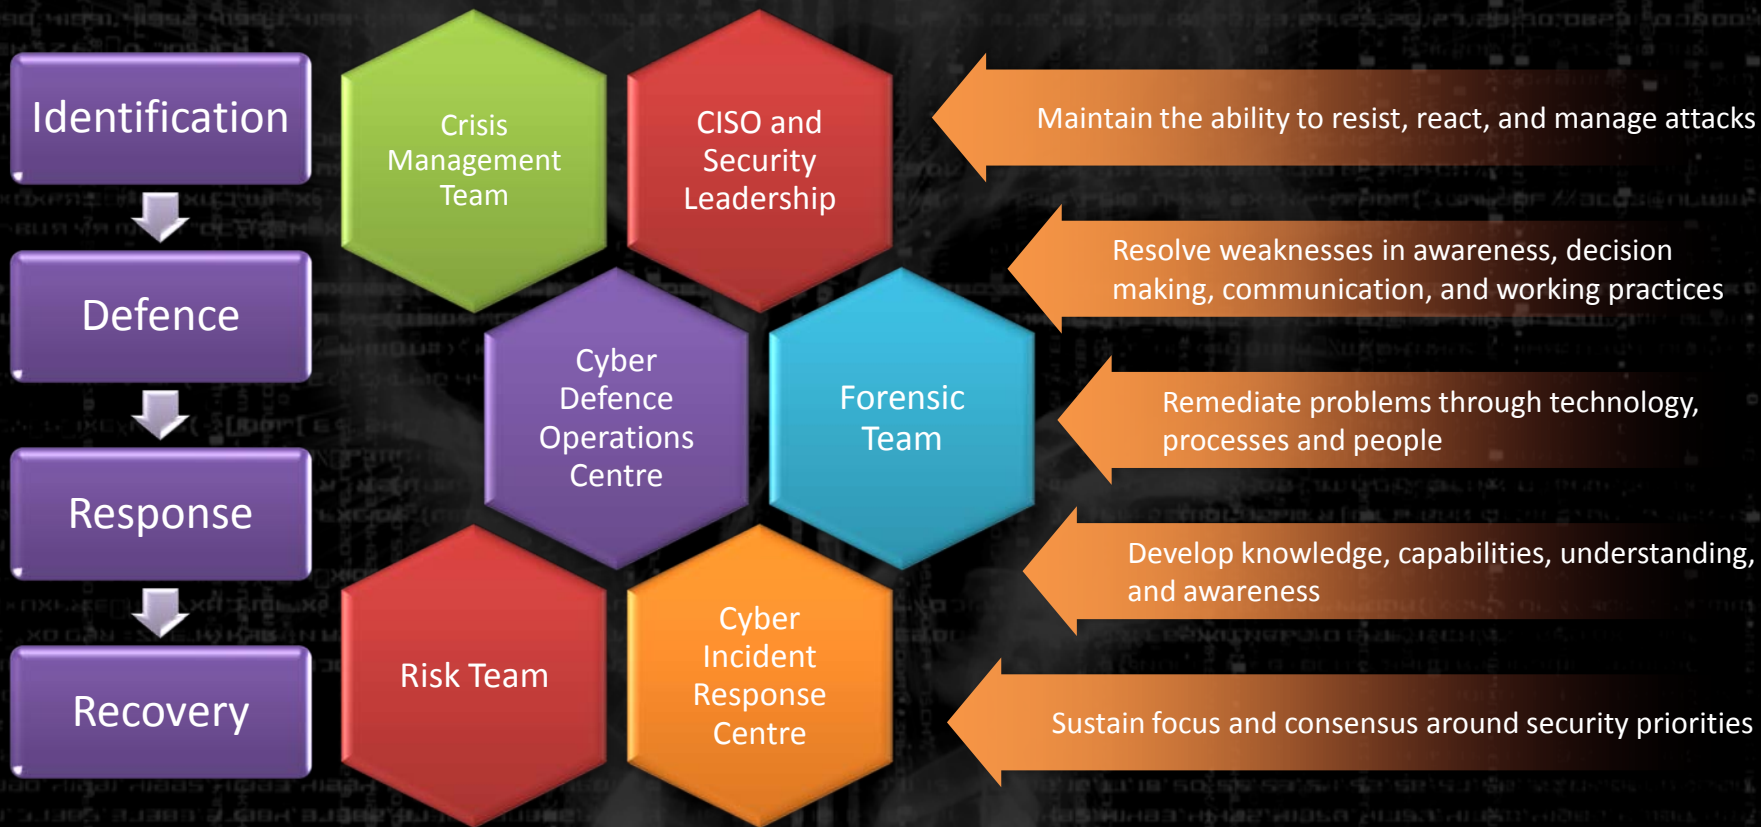 Identification
Defence
Response
Recovery
Crisis
Management
Team
CISO and
Security
Leadership
Cyber
Defence
Operations
Centre
Forensic
Team
Risk Team
Cyber
Incident
Response
Centre
Maintain the ability to resist, react, and manage attacks
Resolve weaknesses in awareness, decision
making, communication, and working practices
Remediate problems through technology,
processes and people
Develop knowledge, capabilities, understanding,
and awareness
Sustain focus and consensus around security priorities